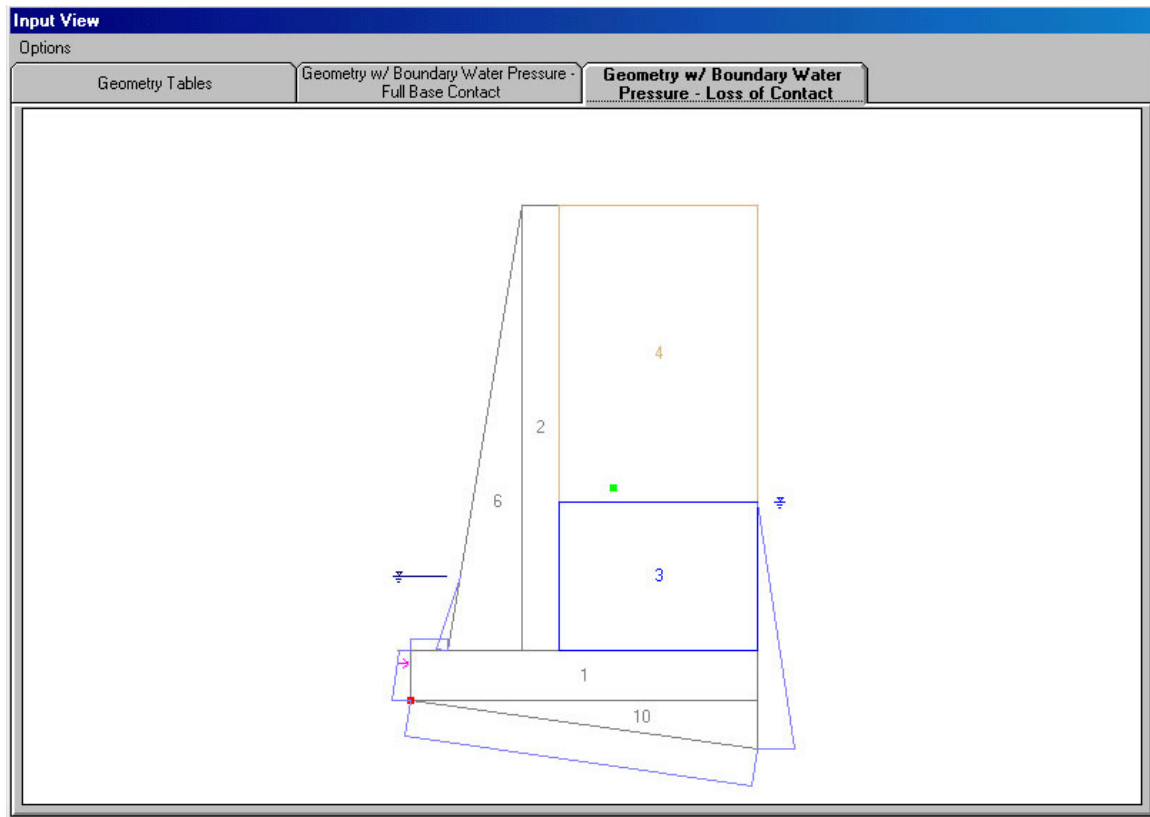 Input View
Options
Geometry Tables
Geometry w/ Boundary Water Pressure -
Full Base Contact
Geometry w/ Boundary Water
Pressure - Loss of Contact
4
2
6
3
1
10